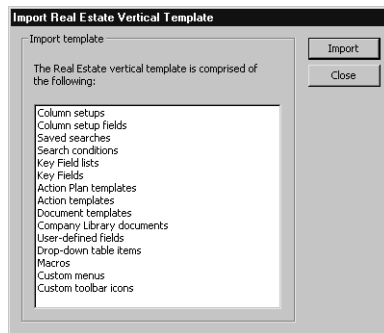 Import Real Estate Vertical Template
Import template
Import
The Real Estate vertical template is comprised of
the following:
Close
Column setups
Column setup fields
Saved searches
Search conditions
Key Field lists
Key Fields
Action Plan templates
Action templates
Document templates
Company Library documents
User-defined fields
Drop-down table items
Macros
Custom menus
Custom toolbar icons